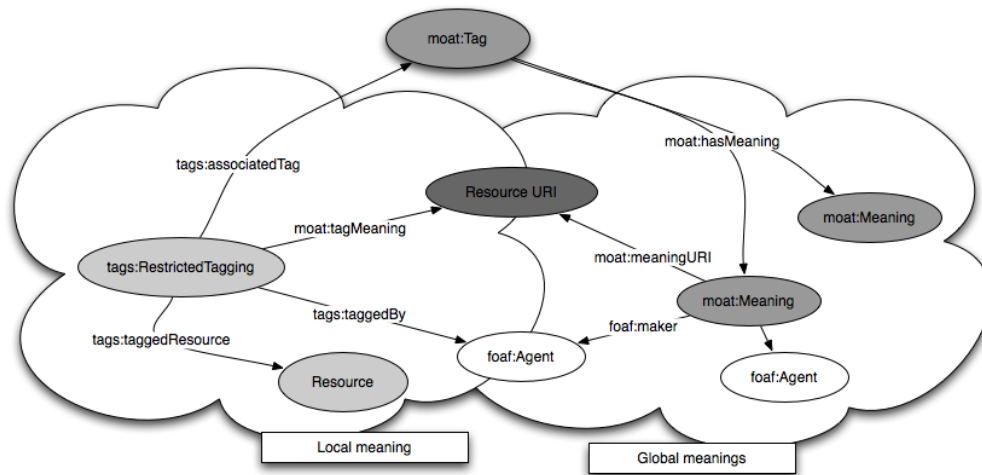 moat:Tag
moat:hasMeaning
tags:associatedTag
Resource URI
moat:Meaning
moat:tagMeaning
moat:meaningURI
tags:RestrictedTagging
moat:Meaning
tags:taggedBy
foaf:maker
tags:taggedResource
foaf:Agent
foaf:Agent
Resource
Local meaning
Global meanings